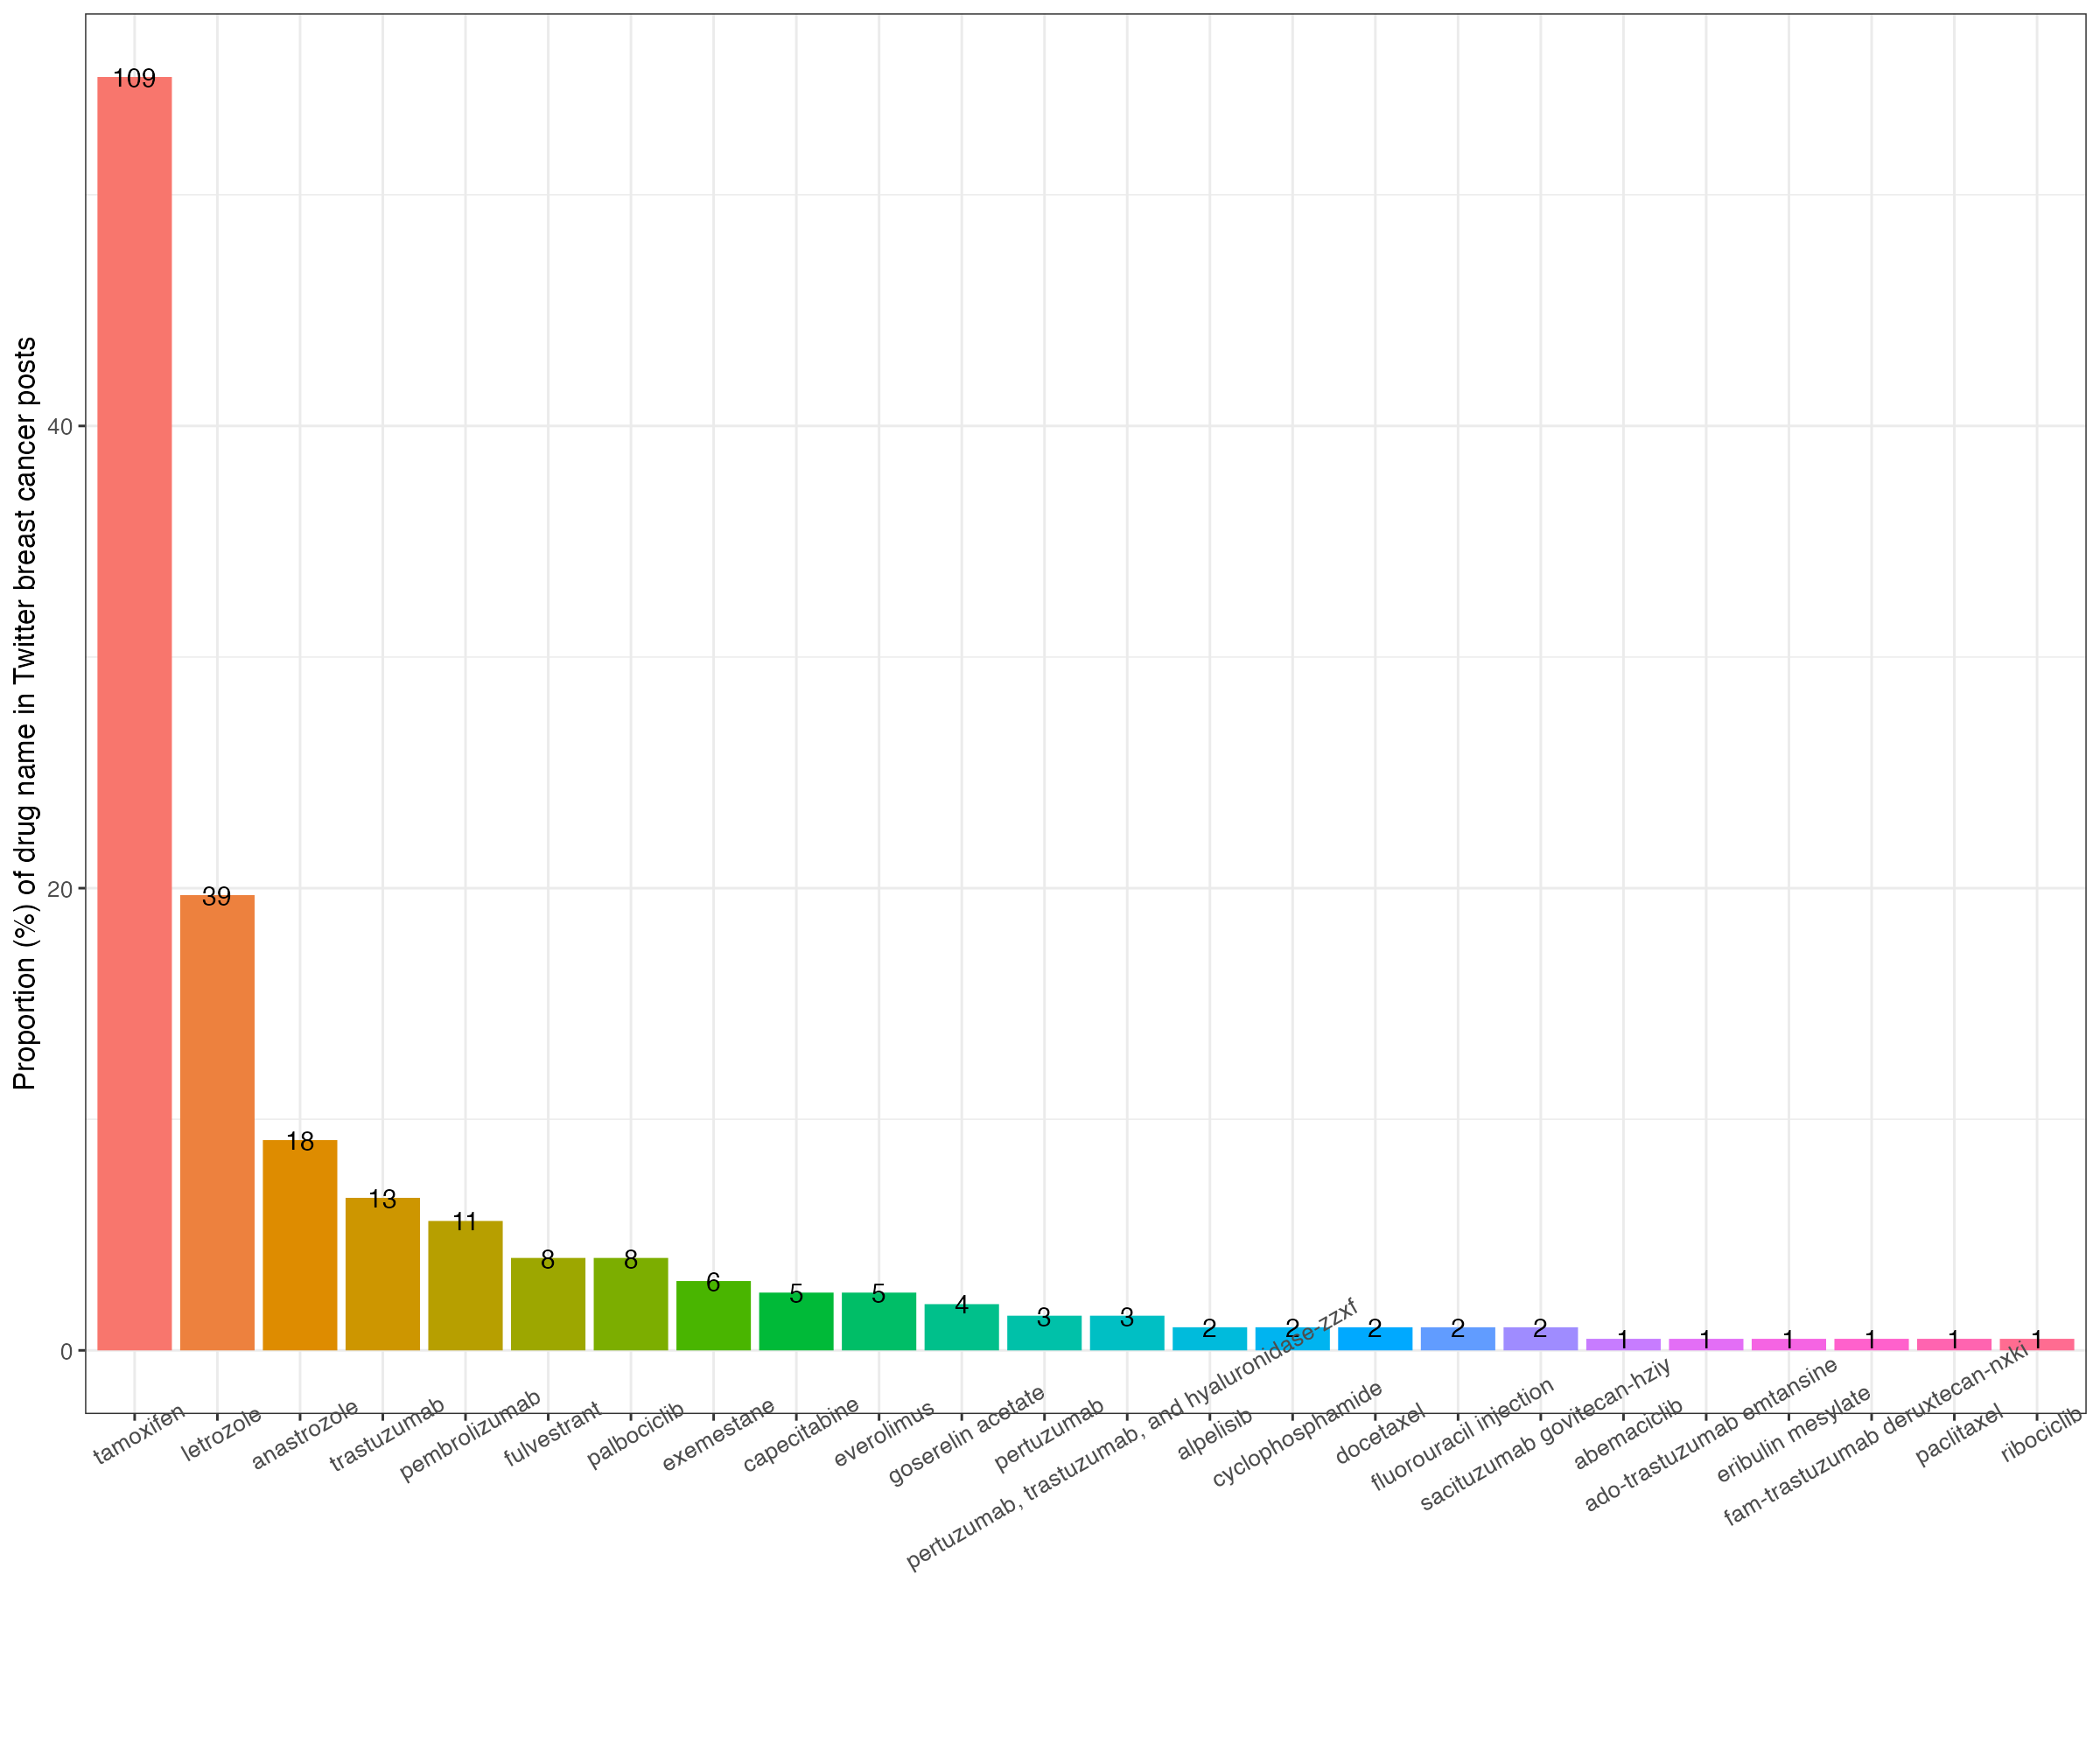 Proportion (%) of drug name in Twitter breast cancer posts
40
20
0
109
39
18
13
11
8
8
6
5
5
4
3
3
2
2
2
2
2
1
1
1
1
1
1
tamoxifen
letrozole
anastrozole
trastuzumab
pembrolizumab
fulvestrant
palbociclib
exemestane
capecitabine
everolimus
goserelin acetate
pertuzumab
pertuzumab, trastuzumab, and hyaluronidase-zzxf
alpelisib
cyclophosphamide
docetaxel
fluorouracil injection
sacituzumab govitecan-hziy
abemaciclib
ado-trastuzumab emtansine
eribulin mesylate
fam-trastuzumab deruxtecan-nxki
paclitaxel
ribociclib